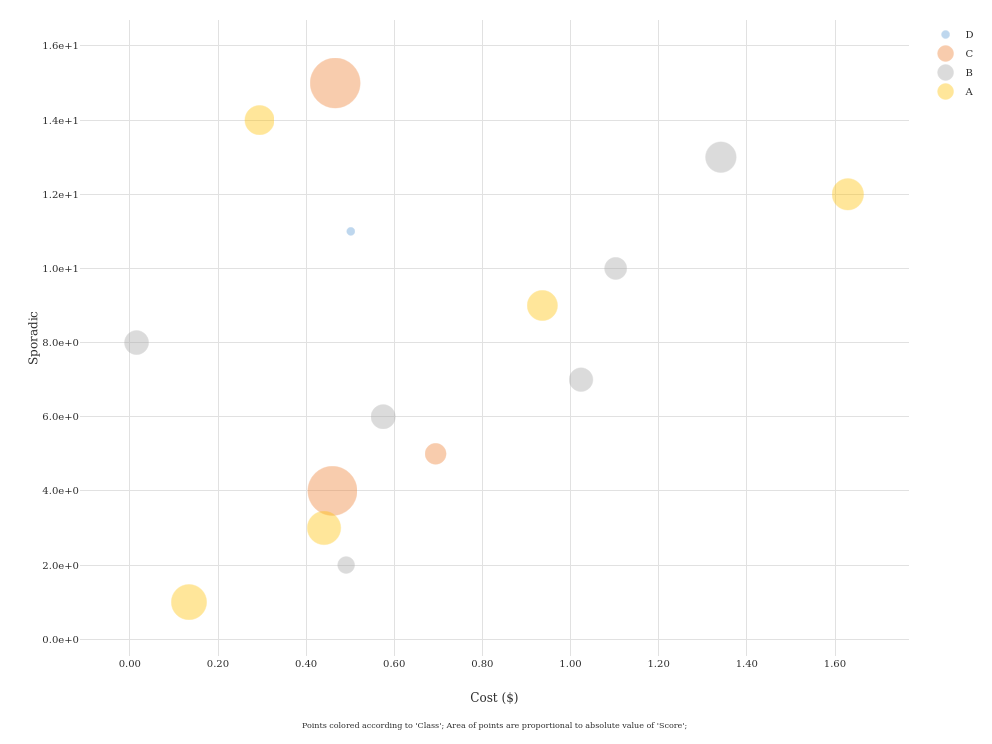 1.6e+1
1.4e+1
1.2e+1
1.0e+1
8.0e+0
6.0e+0
4.0e+0
2.0e+0
0.0e+0
Sporadic
0.00 0.20 0.40 0.60 0.80 1.00 1.20 1.40 1.60
Cost ($)
Points colored according to 'Class'; Area of points are proportional to absolute value of 'Score';
D
C
B
A